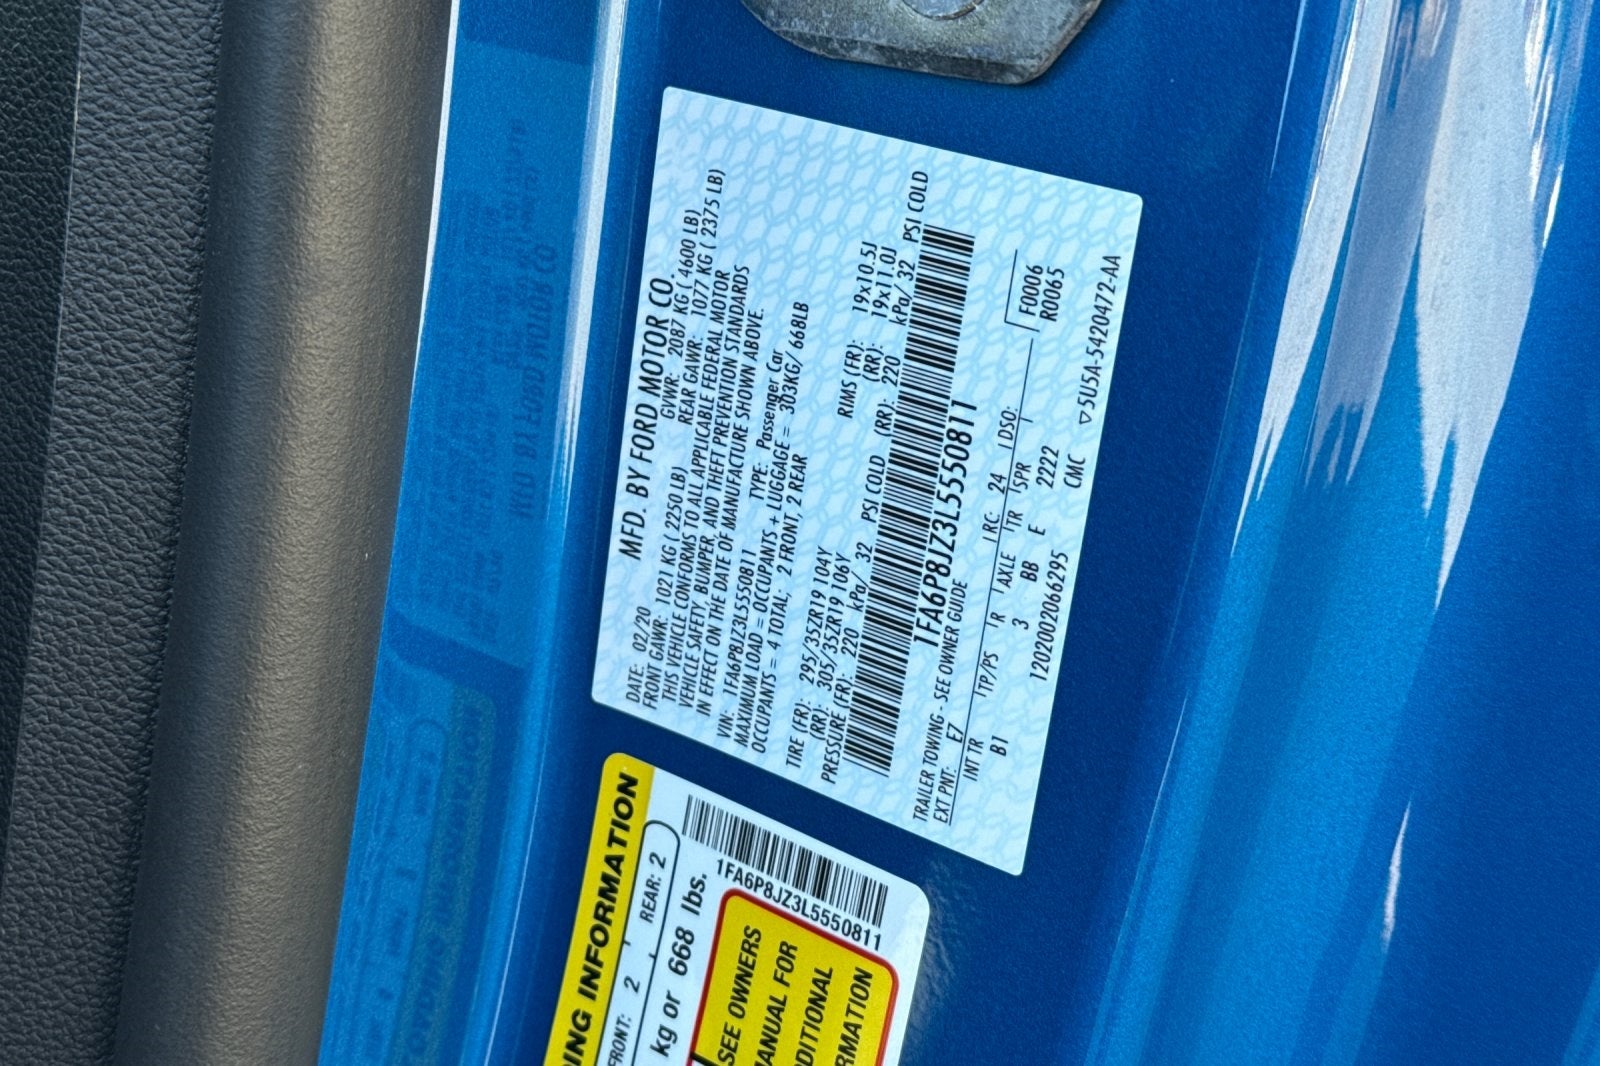 MFD. BY FORD MOTOR CO.
DATE: 02/20 GVWR: 2087 KG ( 4600 LB)
FRONT GAWR: 1021 KG ( 2250 LB) REAR GAWR: 1077 KG ( 2375 LB)
THIS VEHICLE CONFORMS TO ALL APPLICABLE FEDERAL MOTOR
VEHICLE SAFETY, BUMPER, AND THEFT PREVENTION STANDARDS
IN EFFECT ON THE DATE OF MANUFACTURE SHOWN ABOVE.
VIN: 1FA6P8JZ3L5550811 TYPE: Passenger Car
MAXIMUM LOAD = OCCUPANTS + LUGGAGE = 303KG/ 668LB
OCCUPANTS = 4 TOTAL, 2 FRONT, 2 REAR
TIRE (FR): 295/35ZR19 104Y RIMS (FR): 19x10.5J
(RR): 305/35ZR19 106Y (RR): 19x11.0J
PRESSURE (FR): 220 kPa/ 32 PSI COLD (RR): 220 kPa/ 32 PSI COLD
1FA6P8JZ3L5550811
TRAILER TOWING - SEE OWNER GUIDE
EXT PNT: E7 RC: 24 DSO: F0006
INT TR TP/PS R AXLE TR SPR R0065
B1 3 BB E 2222
12020002066295 CMC ▽5U5A-5420472-AA
ING INFORMATION
FRONT: 2 REAR: 2
kg or 668 lbs.
1FA6P8JZ3L5550811
SEE OWNERS
ANUAL FOR
DITIONAL
RMATION